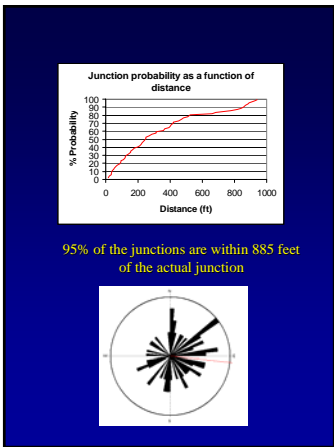 Junction probability as a function of
distance
% Probability
100
90
80
70
60
50
40
30
20
10
0
0 200 400 600 800 1000
Distance (ft)
95% of the junctions are within 885 feet
of the actual junction